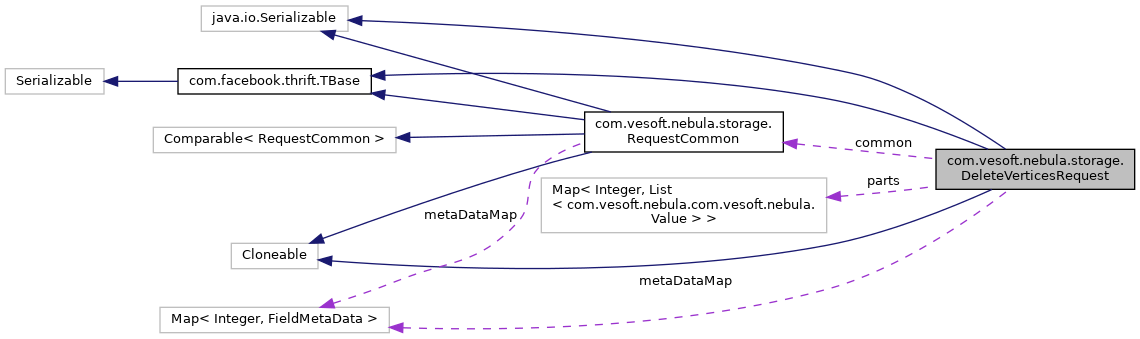 java.io.Serializable
Serializable
com.facebook.thrift.TBase
Comparable< RequestCommon >
com.vesoft.nebula.storage.
RequestCommon
common
com.vesoft.nebula.storage.
DeleteVerticesRequest
parts
Map< Integer, List
< com.vesoft.nebula.com.vesoft.nebula.
Value > >
metaDataMap
Cloneable
metaDataMap
Map< Integer, FieldMetaData >